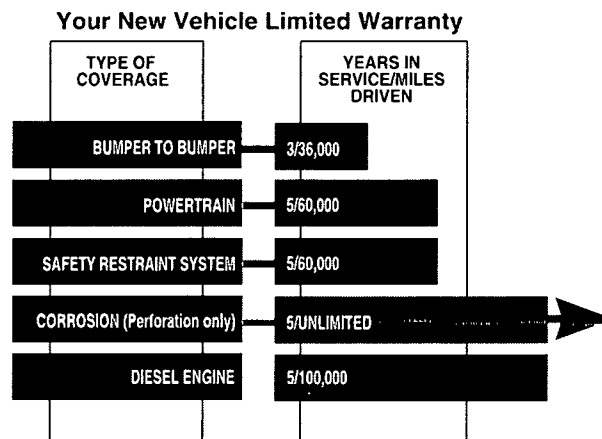 Your New Vehicle Limited Warranty
TYPE OF
COVERAGE
YEARS IN
SERVICE/MILES
DRIVEN
BUMPER TO BUMPER
3/36,000
POWERTRAIN
5/60,000
SAFETY RESTRAINT SYSTEM
5/60,000
CORROSION (Perforation only)
5/UNLIMITED
DIESEL ENGINE
5/100,000